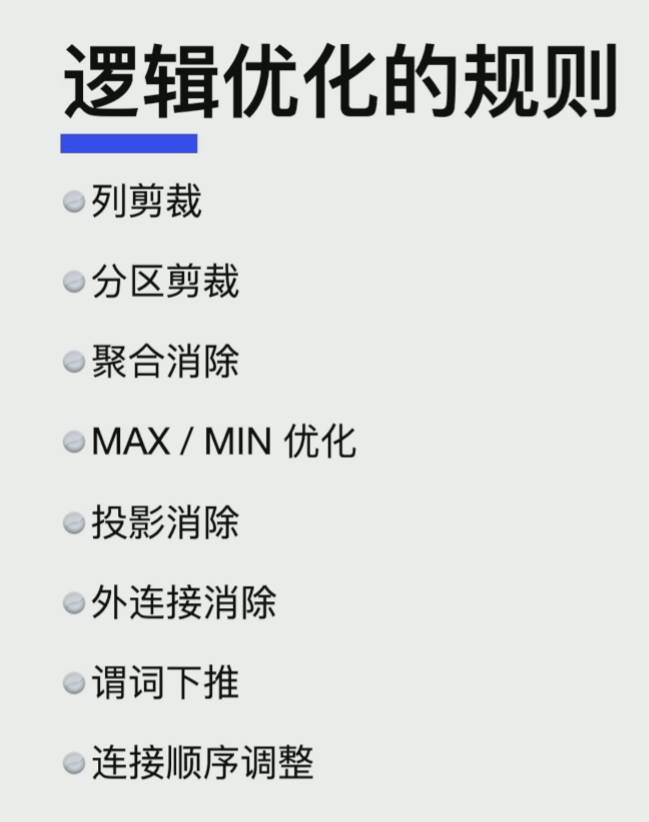 逻辑优化的规则
列剪裁
分区剪裁
聚合消除
MAX / MIN 优化
投影消除
外连接消除
谓词下推
连接顺序调整